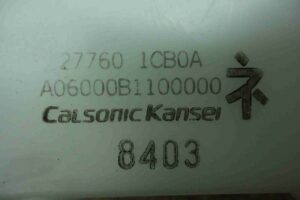 27760 1CB0A
A06000B1100000
CALSONIC KANSEI
ネ
8403